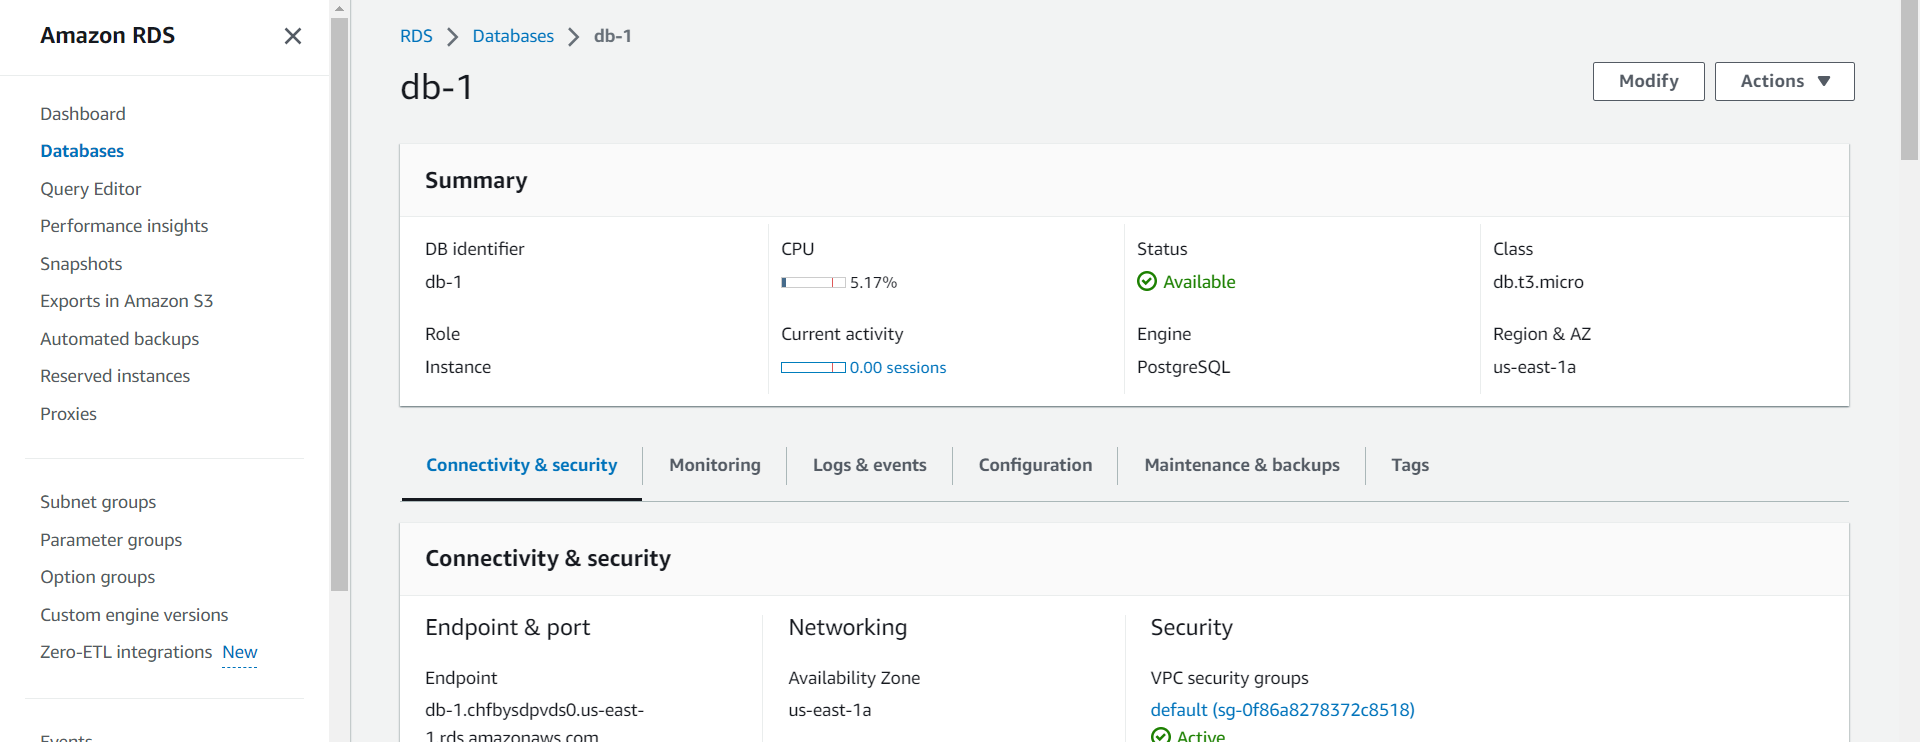 Amazon RDS
Dashboard
Databases
Query Editor
Performance insights
Snapshots
Exports in Amazon S3
Automated backups
Reserved instances
Proxies
Subnet groups
Parameter groups
Option groups
Custom engine versions
Zero-ETL integrations New
Events
RDS Databases db-1
db-1
Modify
Actions
Summary
DB identifier
db-1
Role
Instance
CPU
5.17%
Current activity
0.00 sessions
Status
Available
Engine
PostgreSQL
Class
db.t3.micro
Region & AZ
us-east-1a
Connectivity & security Monitoring Logs & events Configuration Maintenance & backups Tags
Connectivity & security
Endpoint & port
Endpoint
db-1.chfbysdpvds0.us-east-
1.rds.amazonaws.com
Networking
Availability Zone
us-east-1a
Security
VPC security groups
default (sg-0f86a8278372c8518)
Active